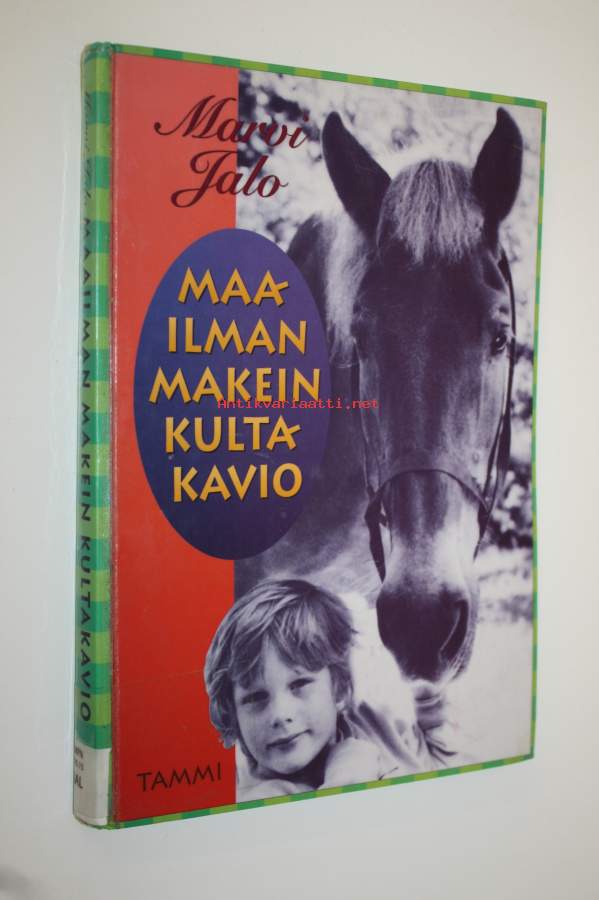 Marvi
Jalo
MAA-
ILMAN
MAKEIN
KULTA-
KAVIO
Antikvariaatti.net
TAMMI
MAAILMAN MAKEIN KULTAKAVIO